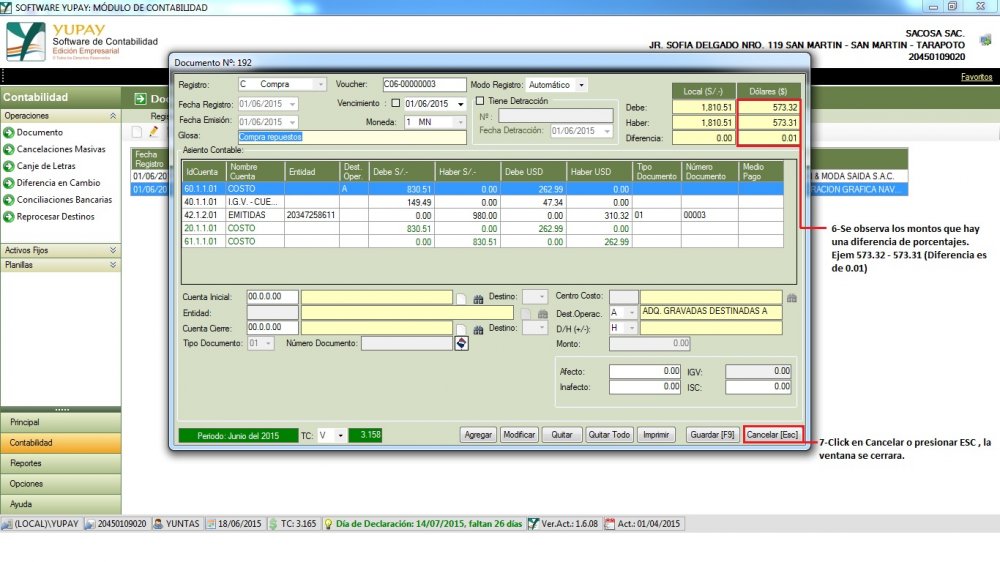 SOFTWARE YUPAY: MÓDULO DE CONTABILIDAD
YUPAY
Software de Contabilidad
Edición Empresarial
SACOSA SAC.
JR. SOFIA DELGADO NRO. 119 SAN MARTIN - SAN MARTIN - TARAPOTO
20450109020
Favoritos
Contabilidad
Operaciones
Documento
Cancelaciones Masivas
Canje de Letras
Diferencia en Cambio
Conciliaciones Bancarias
Reprocesar Destinos
Activos Fijos
Planillas
Principal
Contabilidad
Reportes
Opciones
Ayuda
Fecha
Registro
01/06/20
01/06/20
& MODA SAIDA S.A.C.
RACION GRAFICA NAV...
Documento Nº: 192
Registro: C Compra Voucher: C06-00000003 Modo Registro: Automático
Fecha Registro: 01/06/2015 Vencimiento : 01/06/2015 Tiene Detracción
Nº :
Fecha Emisión: 01/06/2015 Moneda: 1 MN Fecha Detracción: 01/06/2015
Glosa: Compra repuestos
Local (S/.-) Dólares ($)
Debe: 1,810.51 573.32
Haber: 1,810.51 573.31
Diferencia: 0.00 0.01
Asiento Contable:
IdCuenta Nombre Cuenta Entidad Dest. Oper. Debe S/.- Haber S/.- Debe USD Haber USD Tipo Documento Número Documento Medio Pago
60.1.1.01 COSTO A 830.51 0.00 262.99 0.00
40.1.1.01 I.G.V. - CUE... 149.49 0.00 47.34 0.00
42.1.2.01 EMITIDAS 20347258611 0.00 980.00 0.00 310.32 01 00003
20.1.1.01 COSTO 830.51 0.00 262.99 0.00
61.1.1.01 COSTO 0.00 830.51 0.00 262.99
Cuenta Inicial: 00.0.0.00 Destino: Centro Costo:
Entidad: Dest.Operac. A ADQ. GRAVADAS DESTINADAS A
Cuenta Cierre: 00.0.0.00 Destino: D/H (+/-): H
Tipo Documento: 01 Número Documento: Monto: 0.00
Afecto: 0.00 IGV: 0.00
Inafecto: 0.00 ISC: 0.00
Periodo: Junio del 2015 TC: V 3.158
Agregar Modificar Quitar Quitar Todo Imprimir Guardar [F9] Cancelar [Esc]
6-Se observa los montos que hay
una diferencia de porcentajes.
Ejem 573.32 - 573.31 (Diferencia es
de 0.01)
7-Click en Cancelar o presionar ESC , la
ventana se cerrara.
(LOCAL)\YUPAY 20450109020 YUNTAS 18/06/2015 TC: 3.165 Día de Declaración: 14/07/2015, faltan 26 días Ver.Act.: 1.6.08 Act.: 01/04/2015